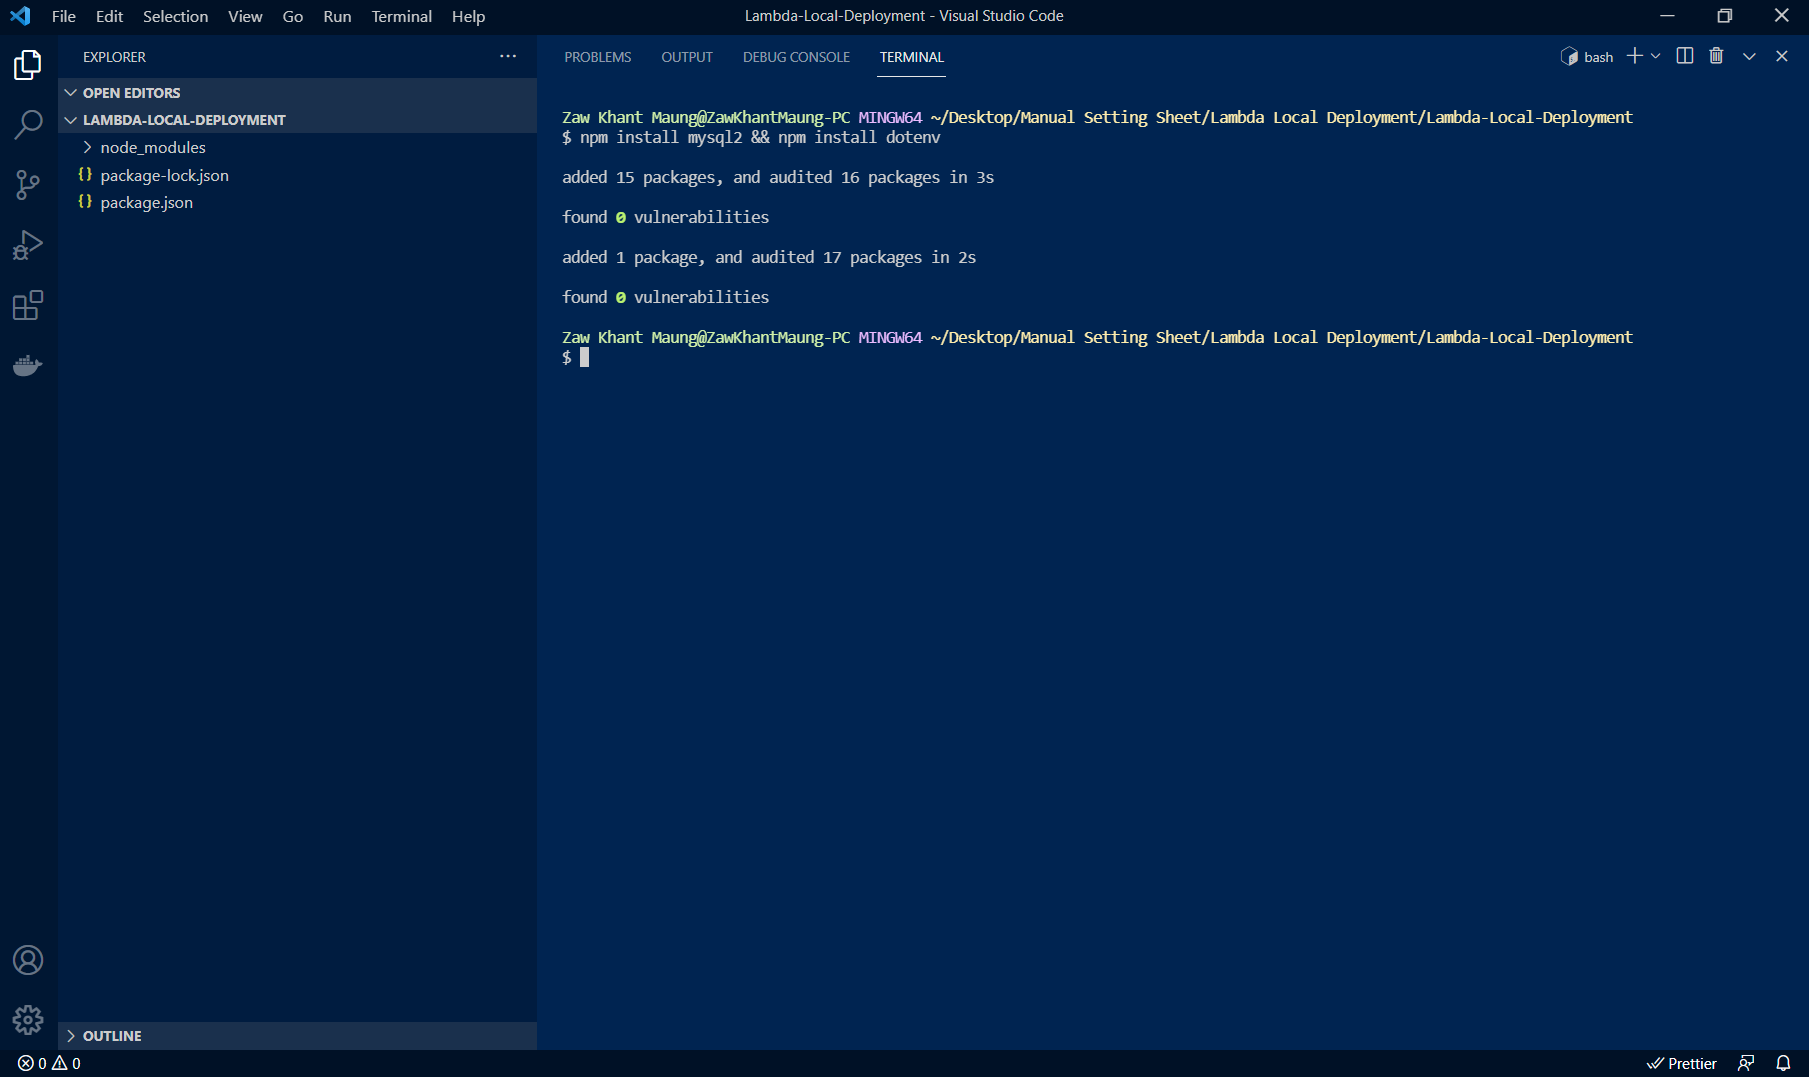 File Edit Selection View Go Run Terminal Help
Lambda-Local-Deployment - Visual Studio Code
EXPLORER
OPEN EDITORS
LAMBDA-LOCAL-DEPLOYMENT
node_modules
{} package-lock.json
{} package.json
OUTLINE
PROBLEMS OUTPUT DEBUG CONSOLE TERMINAL
bash
Zaw Khant Maung@ZawKhantMaung-PC MINGW64 ~/Desktop/Manual Setting Sheet/Lambda Local Deployment/Lambda-Local-Deployment
$ npm install mysql2 && npm install dotenv
added 15 packages, and audited 16 packages in 3s
found 0 vulnerabilities
added 1 package, and audited 17 packages in 2s
found 0 vulnerabilities
Zaw Khant Maung@ZawKhantMaung-PC MINGW64 ~/Desktop/Manual Setting Sheet/Lambda Local Deployment/Lambda-Local-Deployment
$
0 0
Prettier